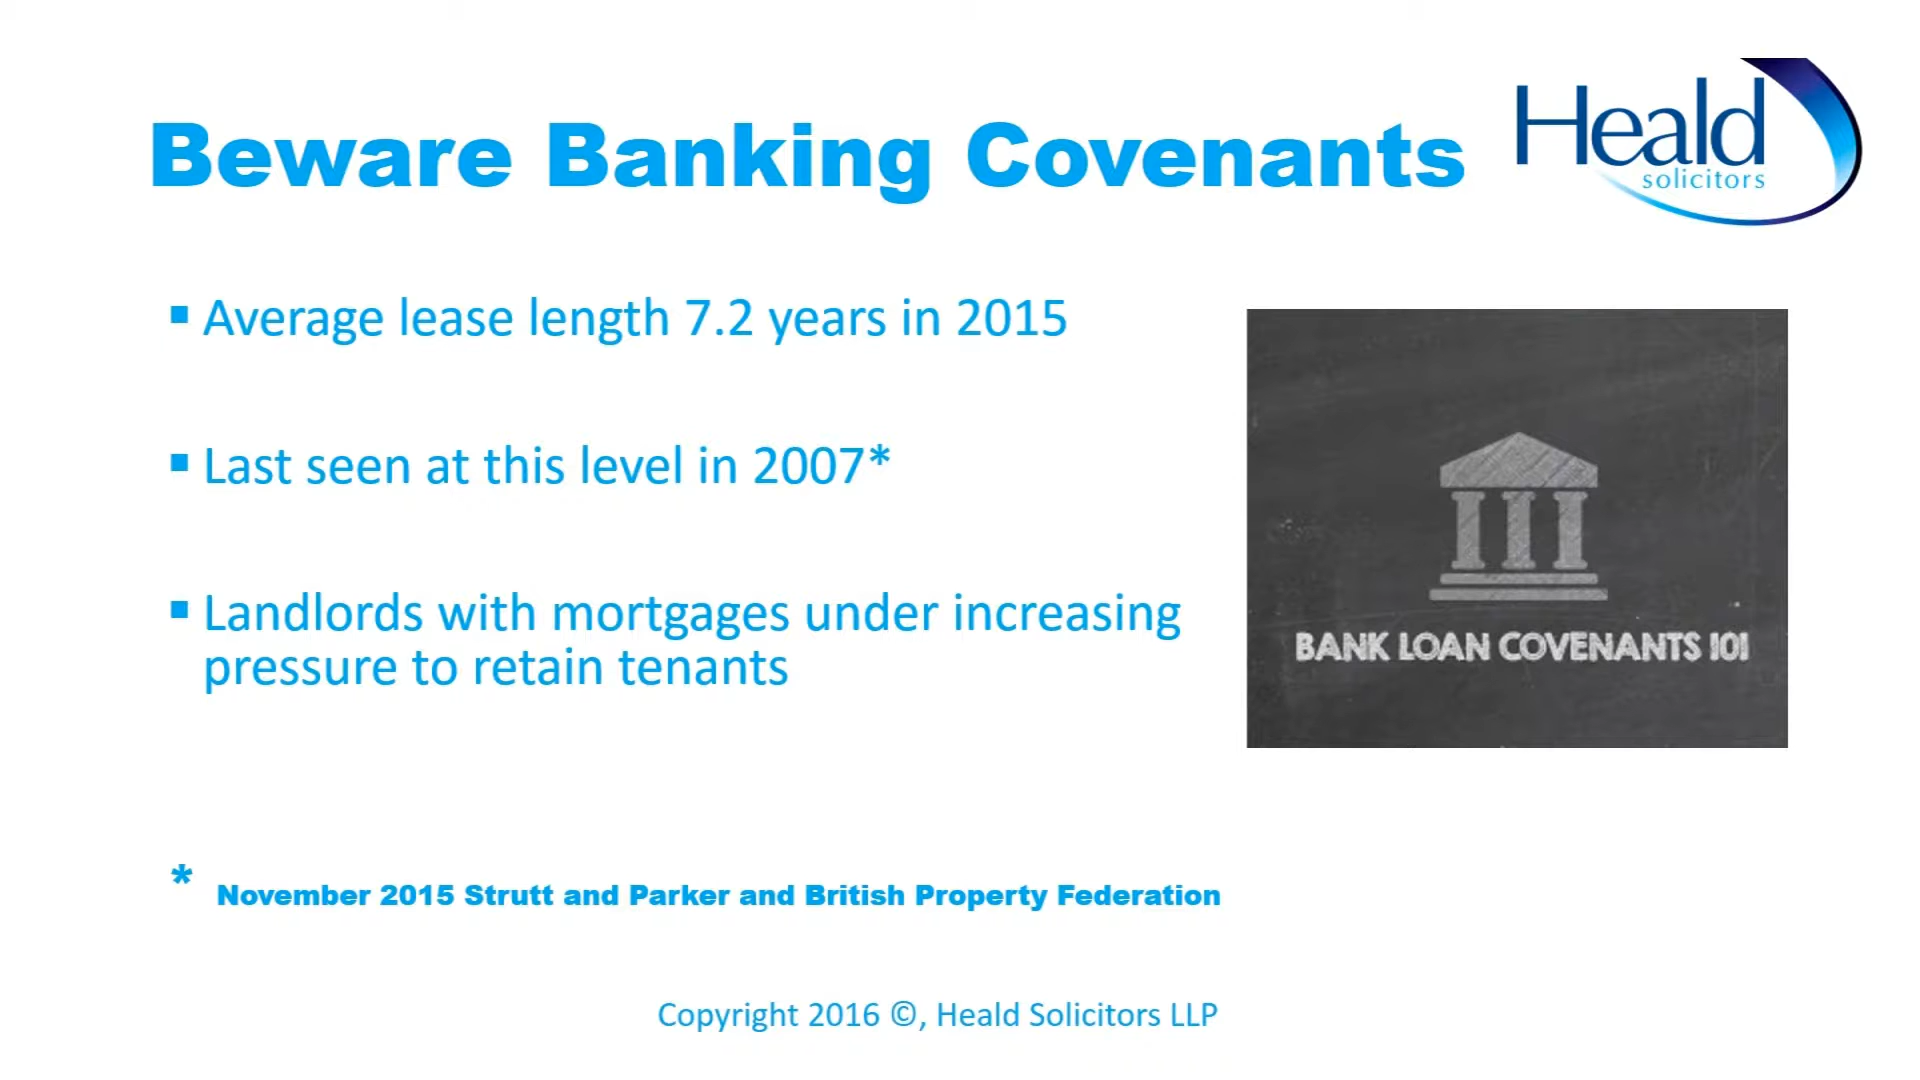 Beware Banking Covenants
Heald
solicitors
▪ Average lease length 7.2 years in 2015
▪ Last seen at this level in 2007*
▪ Landlords with mortgages under increasing
pressure to retain tenants
BANK LOAN COVENANTS 101
* November 2015 Strutt and Parker and British Property Federation
Copyright 2016 ©, Heald Solicitors LLP